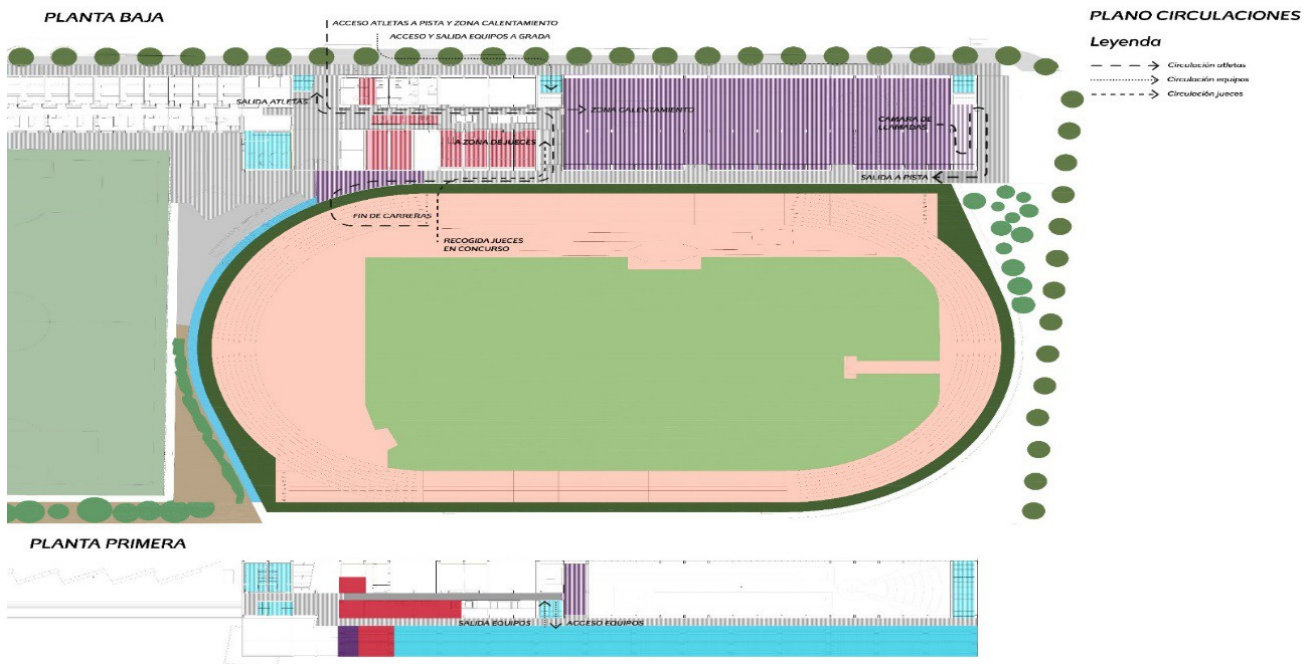 PLANTA BAJA
ACCESO ATLETAS A PISTA Y ZONA CALENTAMIENTO
ACCESO Y SALIDA EQUIPOS A GRADA
PLANO CIRCULACIONES
Leyenda
Circulación atletas
Circulación equipos
Circulación jueces
SALIDA ATLETAS
ZONA CALENTAMIENTO
CAMARA DE
LLAMADAS
A ZONA DE JUECES
SALIDA A PISTA
FIN DE CARRERAS
RECOGIDA JUECES
EN CONCURSO
PLANTA PRIMERA
SALIDA EQUIPOS
ACCESO EQUIPOS